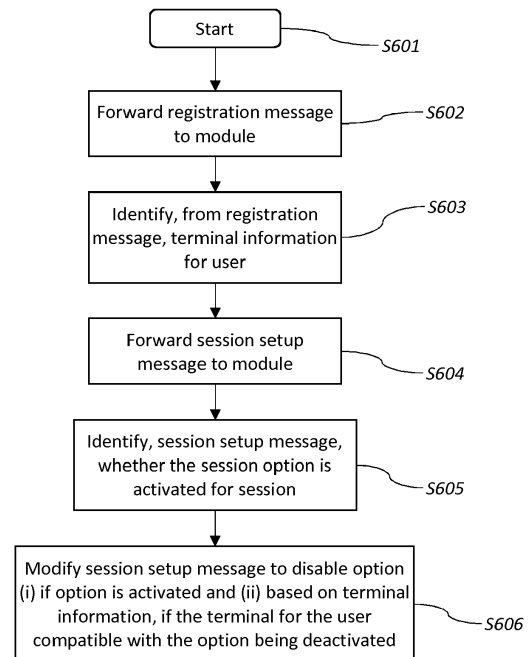 Start
S601
Forward registration message
to module
S602
Identify, from registration
message, terminal information
for user
S603
Forward session setup
message to module
S604
Identify, session setup message,
whether the session option is
activated for session
S605
Modify session setup message to disable option
(i) if option is activated and (ii) based on terminal
information, if the terminal for the user
compatible with the option being deactivated
S606